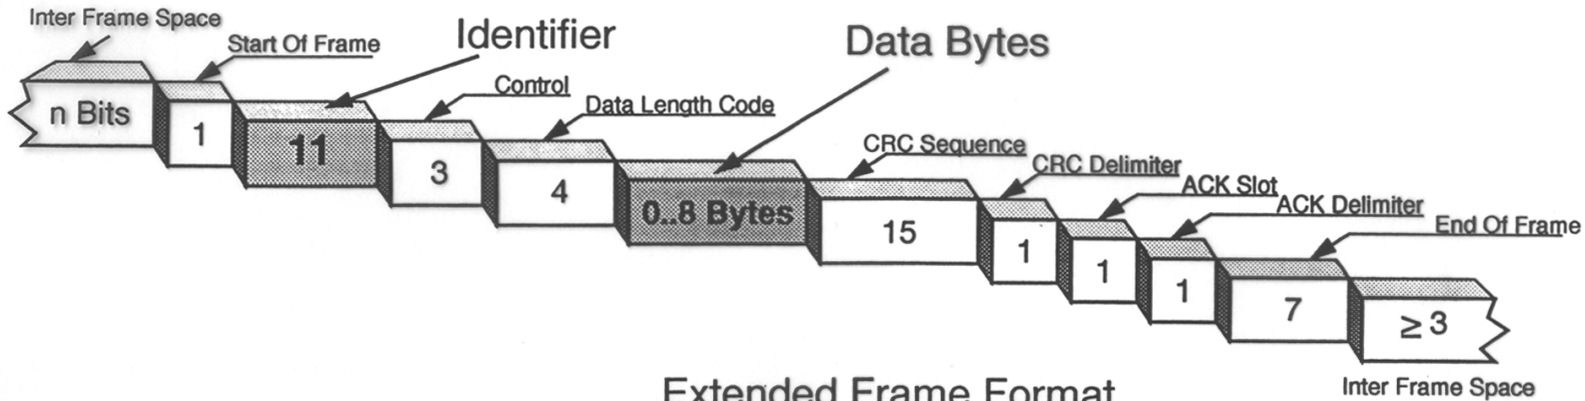 Inter Frame Space
Start Of Frame
Identifier
Control
Data Length Code
Data Bytes
CRC Sequence
CRC Delimiter
ACK Slot
ACK Delimiter
End Of Frame
n Bits
1
11
3
4
0..8 Bytes
15
1
1
1
7
≥ 3
Inter Frame Space
Extended Frame Format